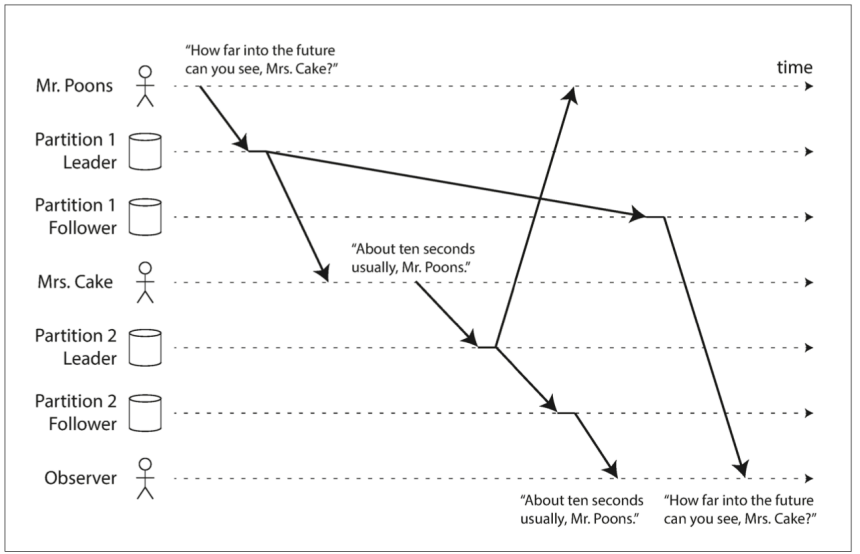 “How far into the future
can you see, Mrs. Cake?”
time
Mr. Poons
Partition 1
Leader
Partition 1
Follower
“About ten seconds
usually, Mr. Poons.”
Mrs. Cake
Partition 2
Leader
Partition 2
Follower
Observer
“About ten seconds
usually, Mr. Poons.”
“How far into the future
can you see, Mrs. Cake?”